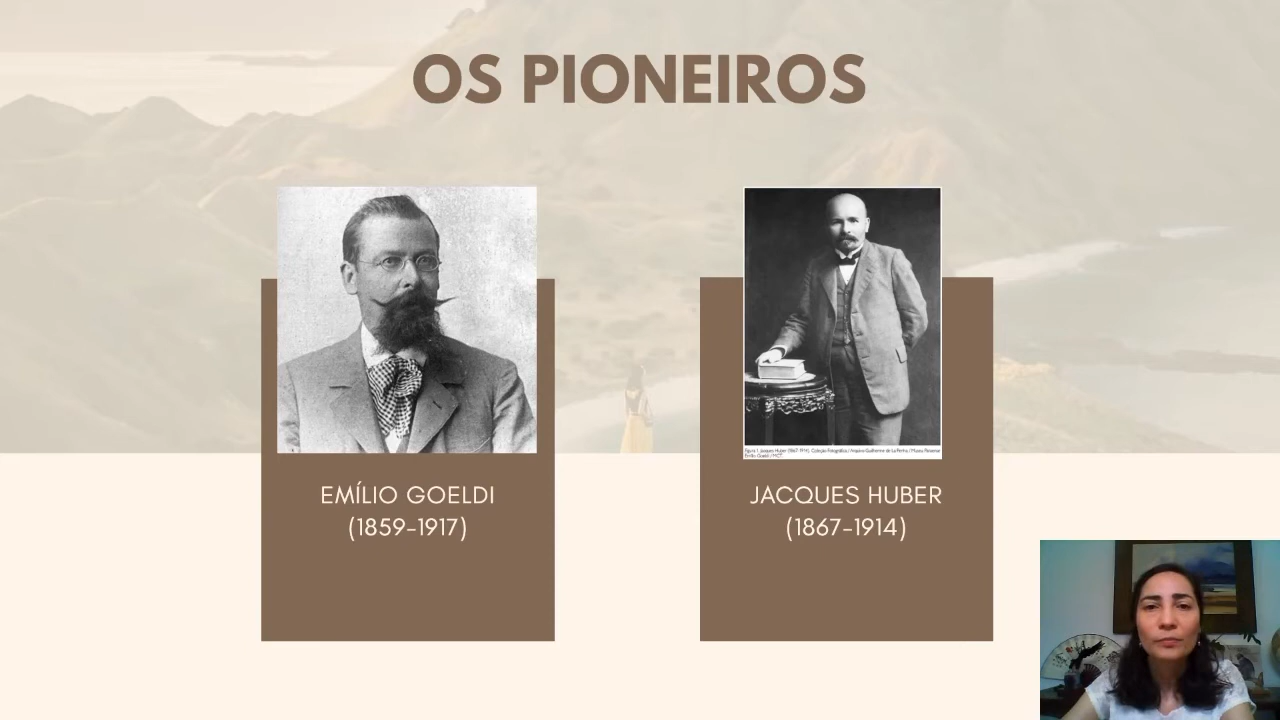 OS PIONEIROS
EMÍLIO GOELDI
(1859-1917)
JACQUES HUBER
(1867-1914)